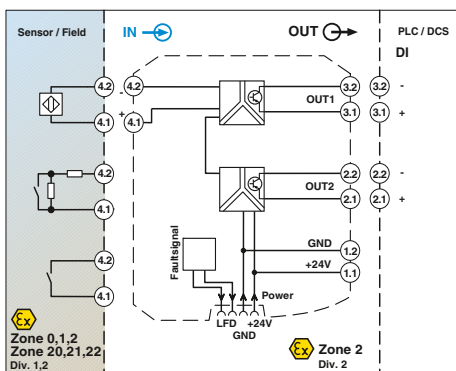 Sensor / Field
IN
OUT
PLC / DCS
DI
4.2
4.2
-
3.2
3.2
-
OUT1
4.1
+
4.1
3.1
3.1
+
4.2
2.2
2.2
-
OUT2
4.1
2.1
2.1
+
GND
1.2
4.2
Faultsignal
+24V
1.1
4.1
Power
LFD
+24V
GND
Ex
Zone 0,1,2
Zone 20,21,22
Div. 1,2
Ex
Zone 2
Div. 2